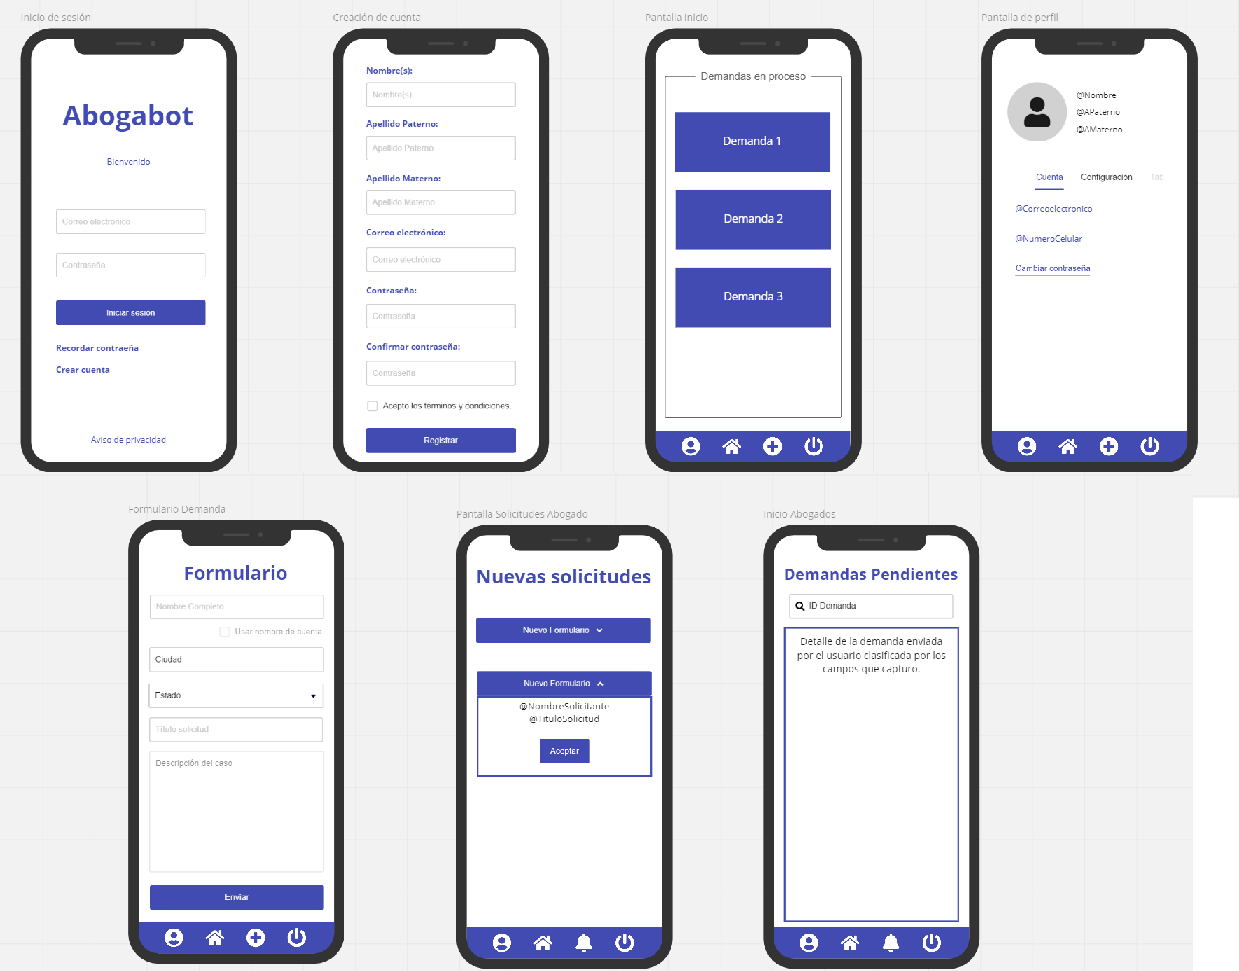 Inicio de sesión
Abogabot
Bienvenido
Correo electrónico
Contraseña
Iniciar sesión
Recordar contraeña
Crear cuenta
Aviso de privacidad
Creación de cuenta
Nombre(s):
Nombre(s)
Apellido Paterno:
Apellido Paterno
Apellido Materno:
Apellido Materno
Correo electrónico:
Correo electrónico
Contraseña:
Contraseña
Confirmar contraseña:
Contraseña
Acepto los terminos y condiciones.
Registrar
Pantalla Inicio
Demandas en proceso
Demanda 1
Demanda 2
Demanda 3
Pantalla de perfil
@Nombre
@APaterno
@AMaterno
Cuenta Configuración Tab
@Correoelectronico
@NumeroCelular
Cambiar contraseña
Formulario Demanda
Formulario
Nombre Completo
Usar nombre de cuenta
Ciudad
Estado
Titulo solicitud
Descripción del caso
Enviar
Pantalla Solicitudes Abogado
Nuevas solicitudes
Nuevo Formulario
Nuevo Formulario
@NombreSolicitante
@TituloSolicitud
Aceptar
Inicio Abogados
Demandas Pendientes
ID Demanda
Detalle de la demanda enviada
por el usuario clasificada por los
campos que capturo.